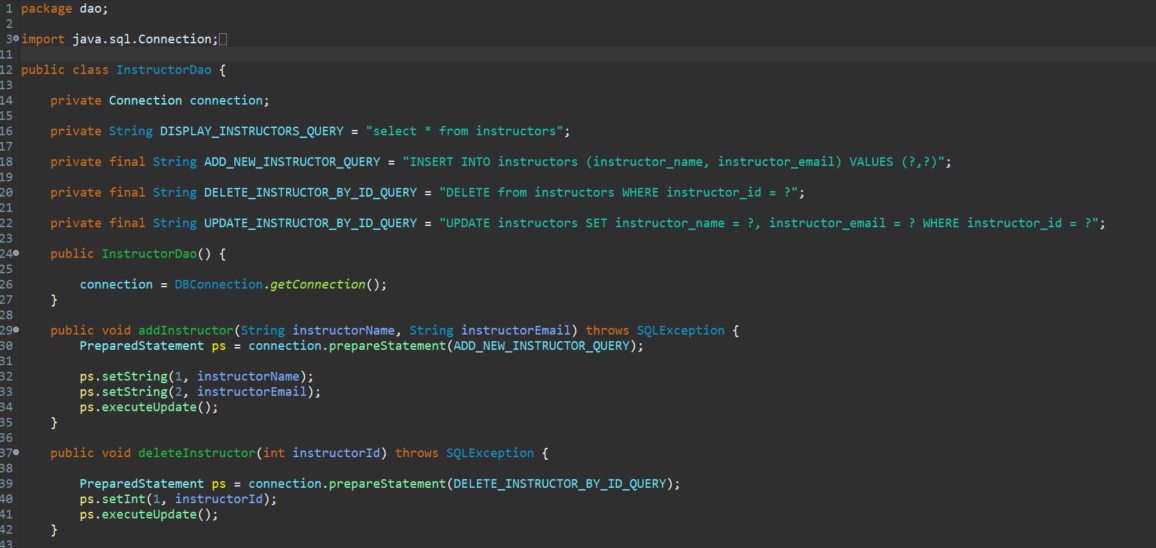 1 package dao;
2
3 import java.sql.Connection;
11
12 public class InstructorDao {
13
14     private Connection connection;
15
16     private String DISPLAY_INSTRUCTORS_QUERY = "select * from instructors";
17
18     private final String ADD_NEW_INSTRUCTOR_QUERY = "INSERT INTO instructors (instructor_name, instructor_email) VALUES (?,?)";
19
20     private final String DELETE_INSTRUCTOR_BY_ID_QUERY = "DELETE from instructors WHERE instructor_id = ?";
21
22     private final String UPDATE_INSTRUCTOR_BY_ID_QUERY = "UPDATE instructors SET instructor_name = ?, instructor_email = ? WHERE instructor_id = ?";
23
24     public InstructorDao() {
25
26         connection = DBConnection.getConnection();
27     }
28
29     public void addInstructor(String instructorName, String instructorEmail) throws SQLException {
30         PreparedStatement ps = connection.prepareStatement(ADD_NEW_INSTRUCTOR_QUERY);
31
32         ps.setString(1, instructorName);
33         ps.setString(2, instructorEmail);
34         ps.executeUpdate();
35     }
36
37     public void deleteInstructor(int instructorId) throws SQLException {
38
39         PreparedStatement ps = connection.prepareStatement(DELETE_INSTRUCTOR_BY_ID_QUERY);
40         ps.setInt(1, instructorId);
41         ps.executeUpdate();
42     }
43